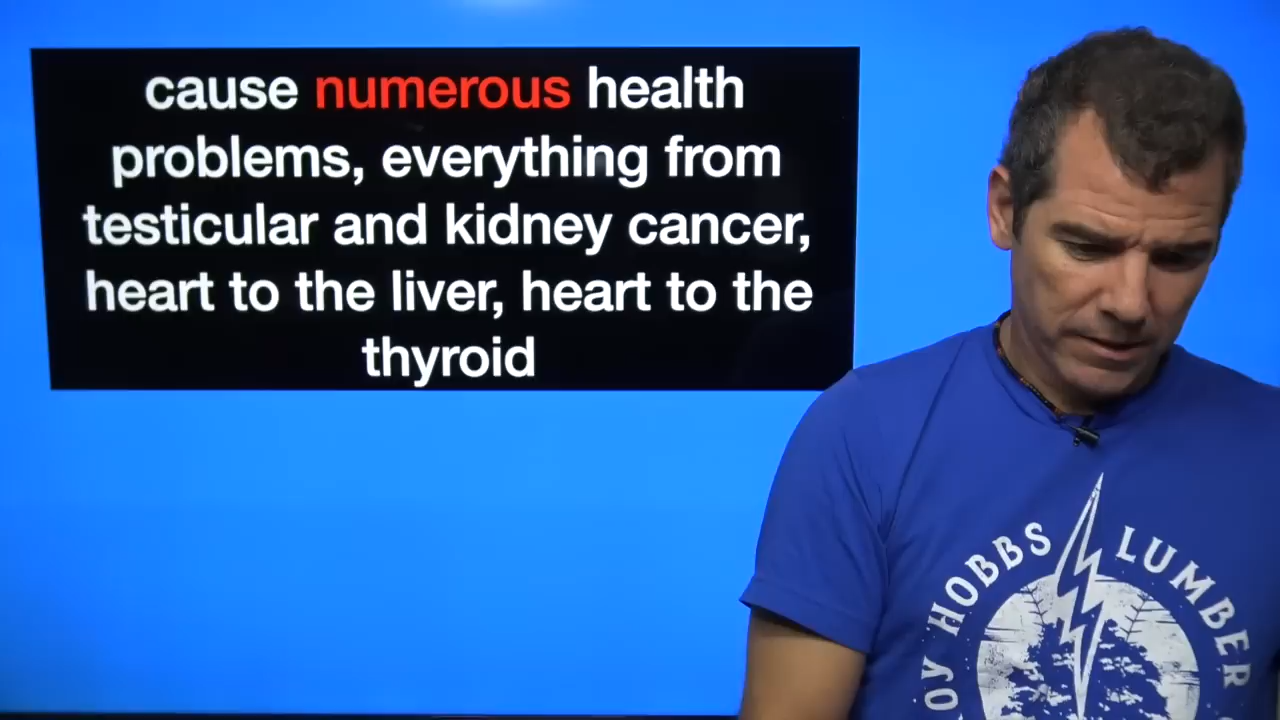 cause numerous health
problems, everything from
testicular and kidney cancer,
heart to the liver, heart to the
thyroid
OY HOBBS LUMBER